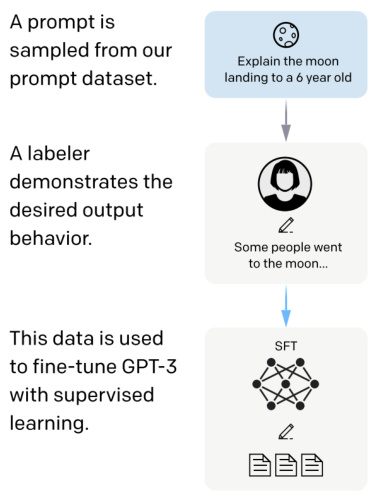 A prompt is
sampled from our
prompt dataset.
Explain the moon
landing to a 6 year old
A labeler
demonstrates the
desired output
behavior.
Some people went
to the moon...
This data is used
to fine-tune GPT-3
with supervised
learning.
SFT